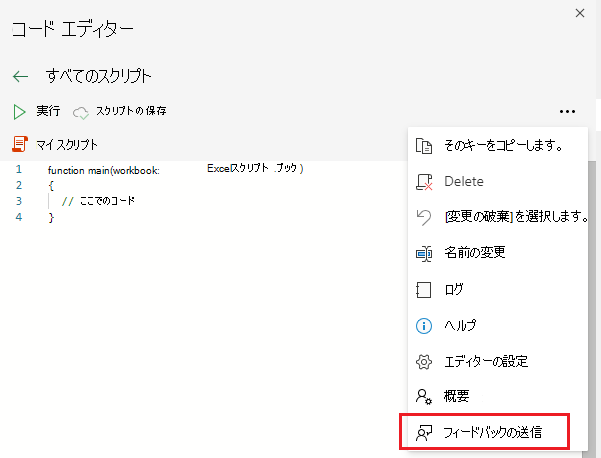 コード エディター
すべてのスクリプト
実行 スクリプトの保存
マイ スクリプト
1 function main(workbook: Excelスクリプト .ブック )
2 {
3 // ここでのコード
4 }
そのキーをコピーします。
Delete
[変更の破棄] を選択します。
名前の変更
ログ
ヘルプ
エディターの設定
概要
フィードバックの送信